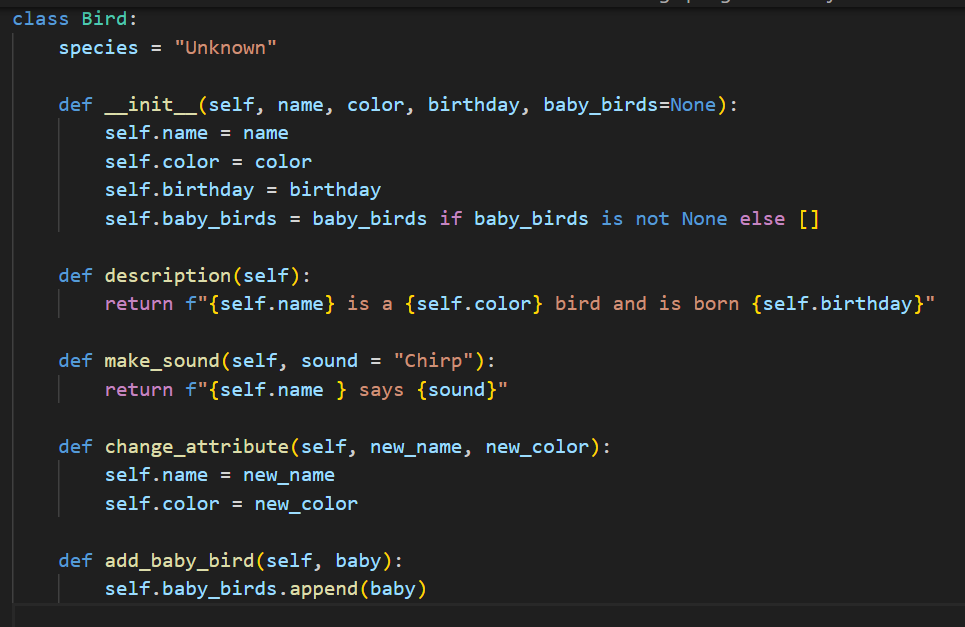 class Bird:
    species = "Unknown"

    def __init__(self, name, color, birthday, baby_birds=None):
        self.name = name
        self.color = color
        self.birthday = birthday
        self.baby_birds = baby_birds if baby_birds is not None else []

    def description(self):
        return f"{self.name} is a {self.color} bird and is born {self.birthday}"

    def make_sound(self, sound = "Chirp"):
        return f"{self.name } says {sound}"

    def change_attribute(self, new_name, new_color):
        self.name = new_name
        self.color = new_color

    def add_baby_bird(self, baby):
        self.baby_birds.append(baby)